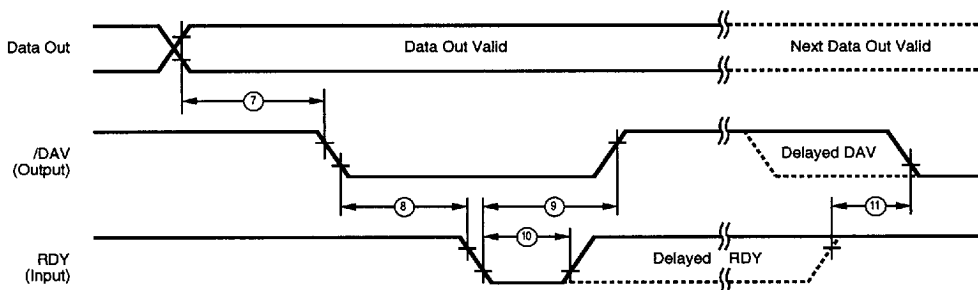 Data Out
Data Out Valid
Next Data Out Valid
7
/DAV
(Output)
Delayed DAV
8
9
11
10
RDY
(Input)
Delayed RDY